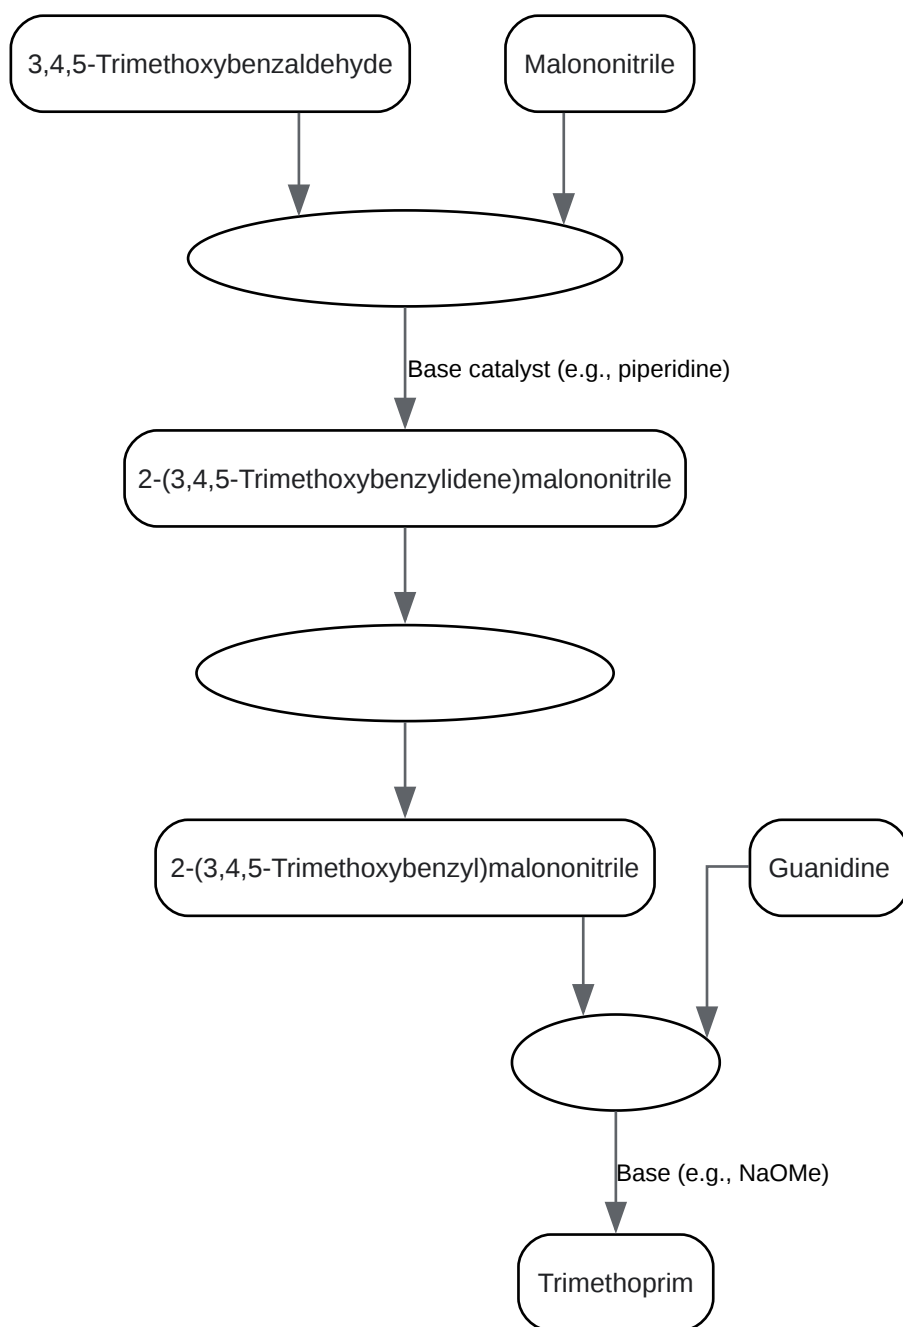 3,4,5-Trimethoxybenzaldehyde
Malononitrile
Base catalyst (e.g., piperidine)
2-(3,4,5-Trimethoxybenzylidene)malononitrile
2-(3,4,5-Trimethoxybenzyl)malononitrile
Guanidine
Base (e.g., NaOMe)
Trimethoprim